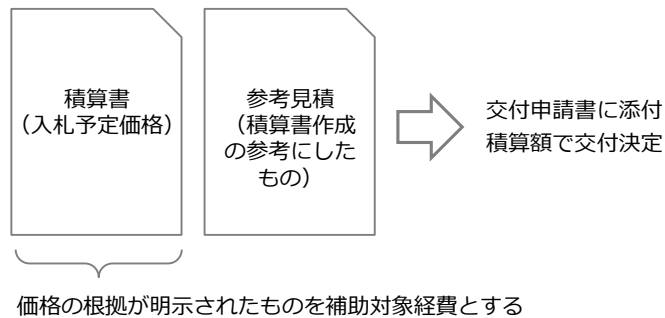 積算書
（入札予定価格）
参考見積
（積算書作成
の参考にした
もの）
交付申請書に添付
積算額で交付決定
価格の根拠が明示されたものを補助対象経費とする